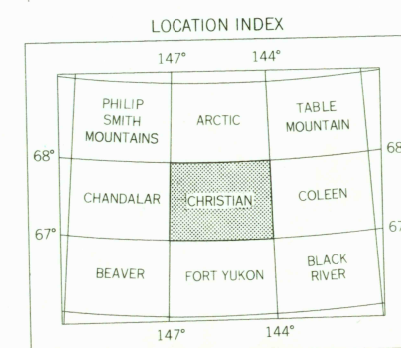 LOCATION INDEX
147° 144°
PHILIP
SMITH
MOUNTAINS
ARCTIC
TABLE
MOUNTAIN
68° 68
CHANDALAR CHRISTIAN COLEEN
67° 67
BEAVER FORT YUKON
BLACK
RIVER
147° 144°